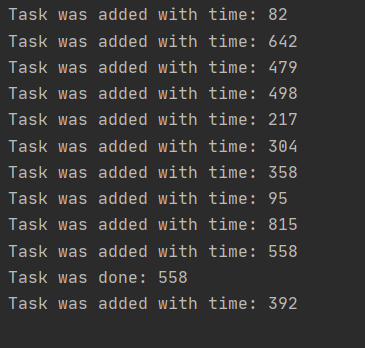 Task was added with time: 82
Task was added with time: 642
Task was added with time: 479
Task was added with time: 498
Task was added with time: 217
Task was added with time: 304
Task was added with time: 358
Task was added with time: 95
Task was added with time: 815
Task was added with time: 558
Task was done: 558
Task was added with time: 392